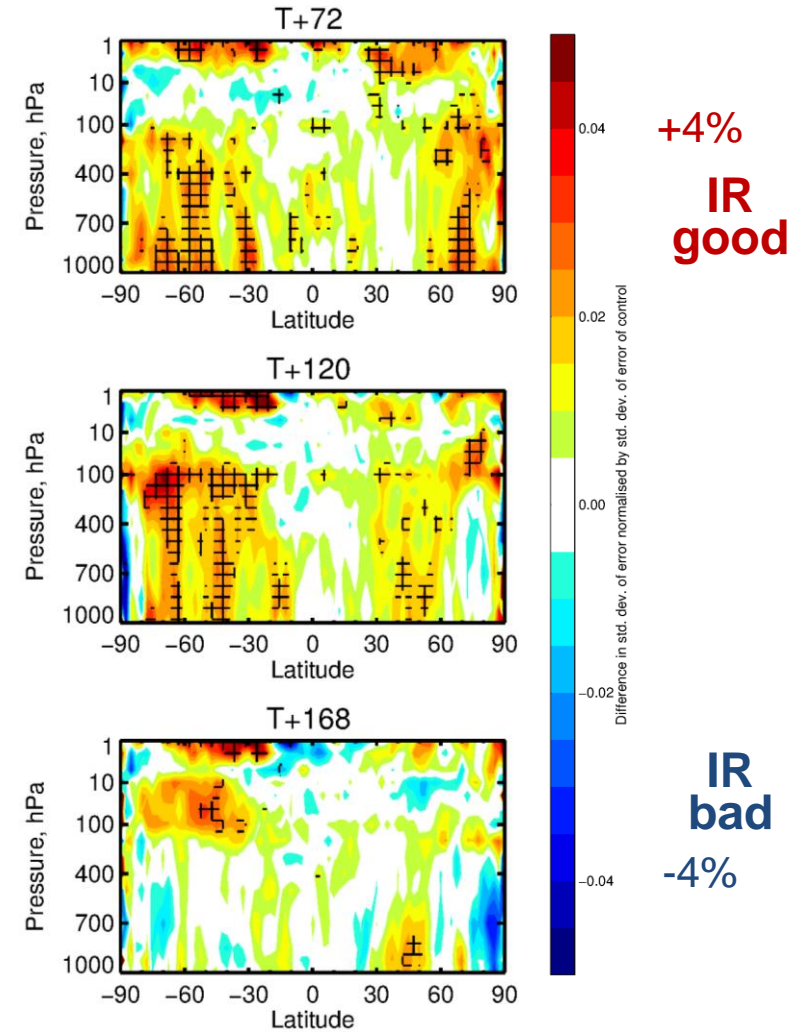 T+72
1
10
100
400
700
1000
Pressure, hPa
−90 −60 −30 0 30 60 90
Latitude
T+120
1
10
100
400
700
1000
Pressure, hPa
−90 −60 −30 0 30 60 90
Latitude
T+168
1
10
100
400
700
1000
Pressure, hPa
−90 −60 −30 0 30 60 90
Latitude
0.04
0.02
0.00
−0.02
−0.04
Difference in std. dev. of error normalised by std. dev. of error of control
+4%
IR
good
IR
bad
-4%